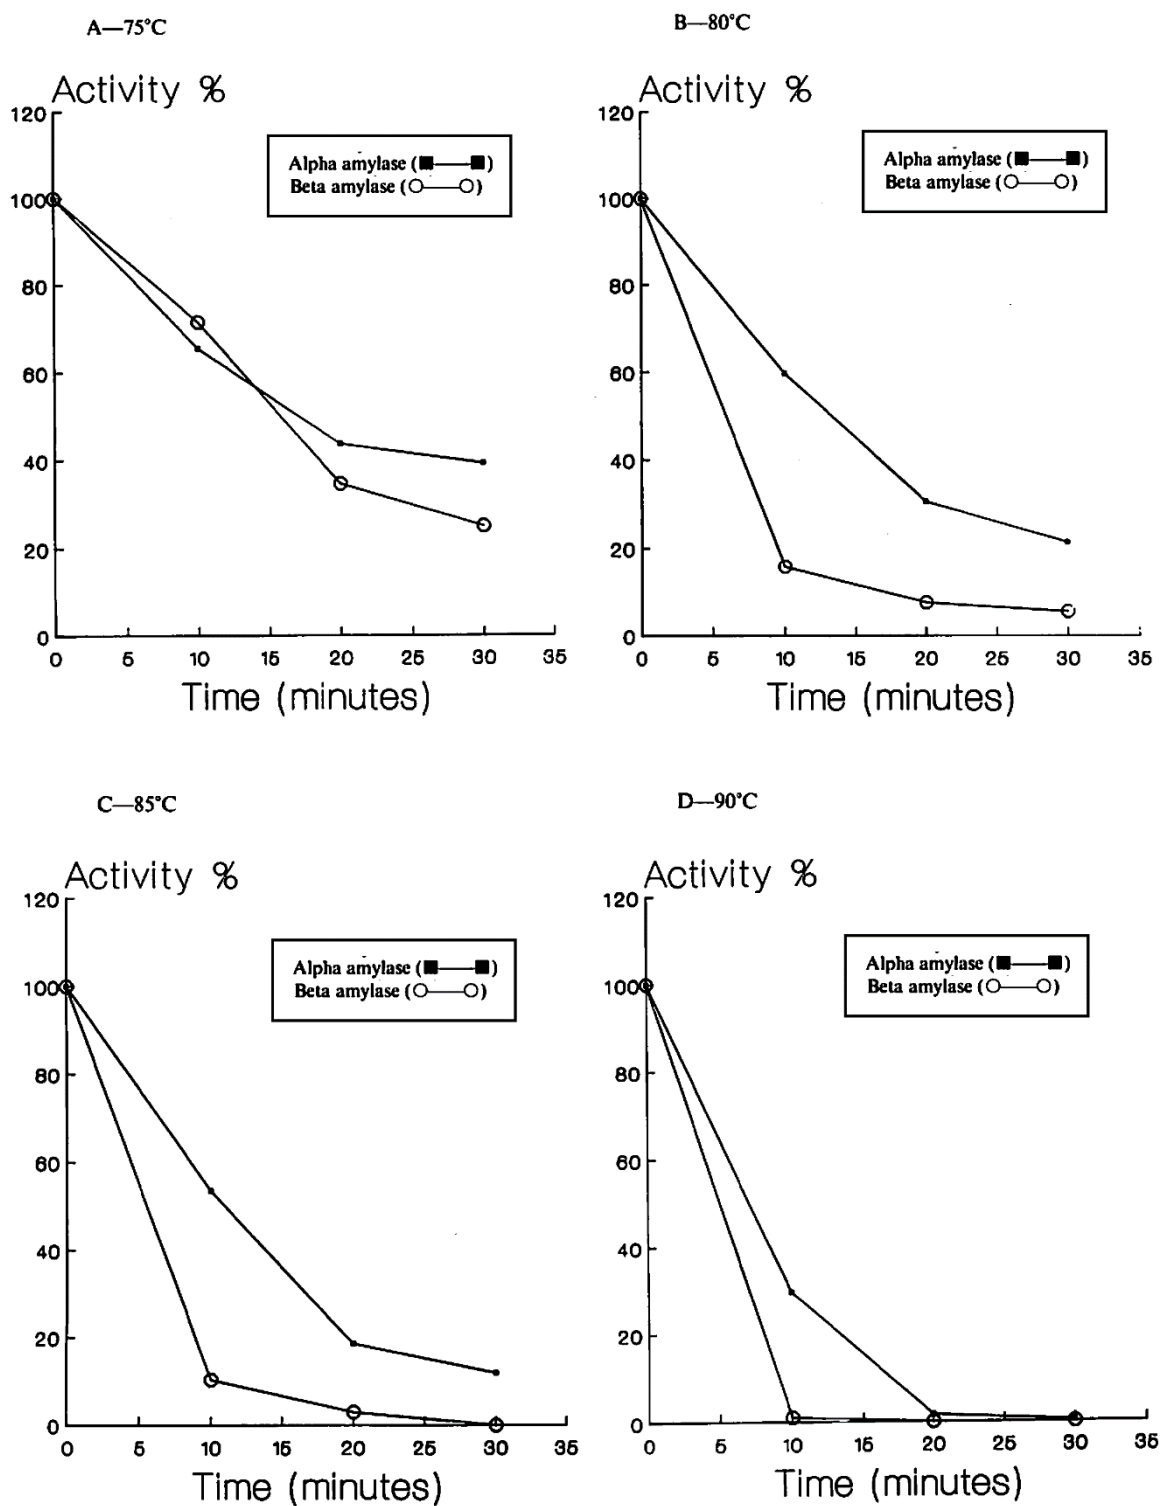 A—75°C
Activity %
120
100
80
60
40
20
0
Alpha amylase (■—■)
Beta amylase (○—○)
0 5 10 15 20 25 30 35
Time (minutes)
B—80°C
Activity %
120
100
80
60
40
20
0
Alpha amylase (■—■)
Beta amylase (○—○)
0 5 10 15 20 25 30 35
Time (minutes)
C—85°C
Activity %
120
100
80
60
40
20
0
Alpha amylase (■—■)
Beta amylase (○—○)
0 5 10 15 20 25 30 35
Time (minutes)
D—90°C
Activity %
120
100
80
60
40
20
0
Alpha amylase (■—■)
Beta amylase (○—○)
0 5 10 15 20 25 30 35
Time (minutes)